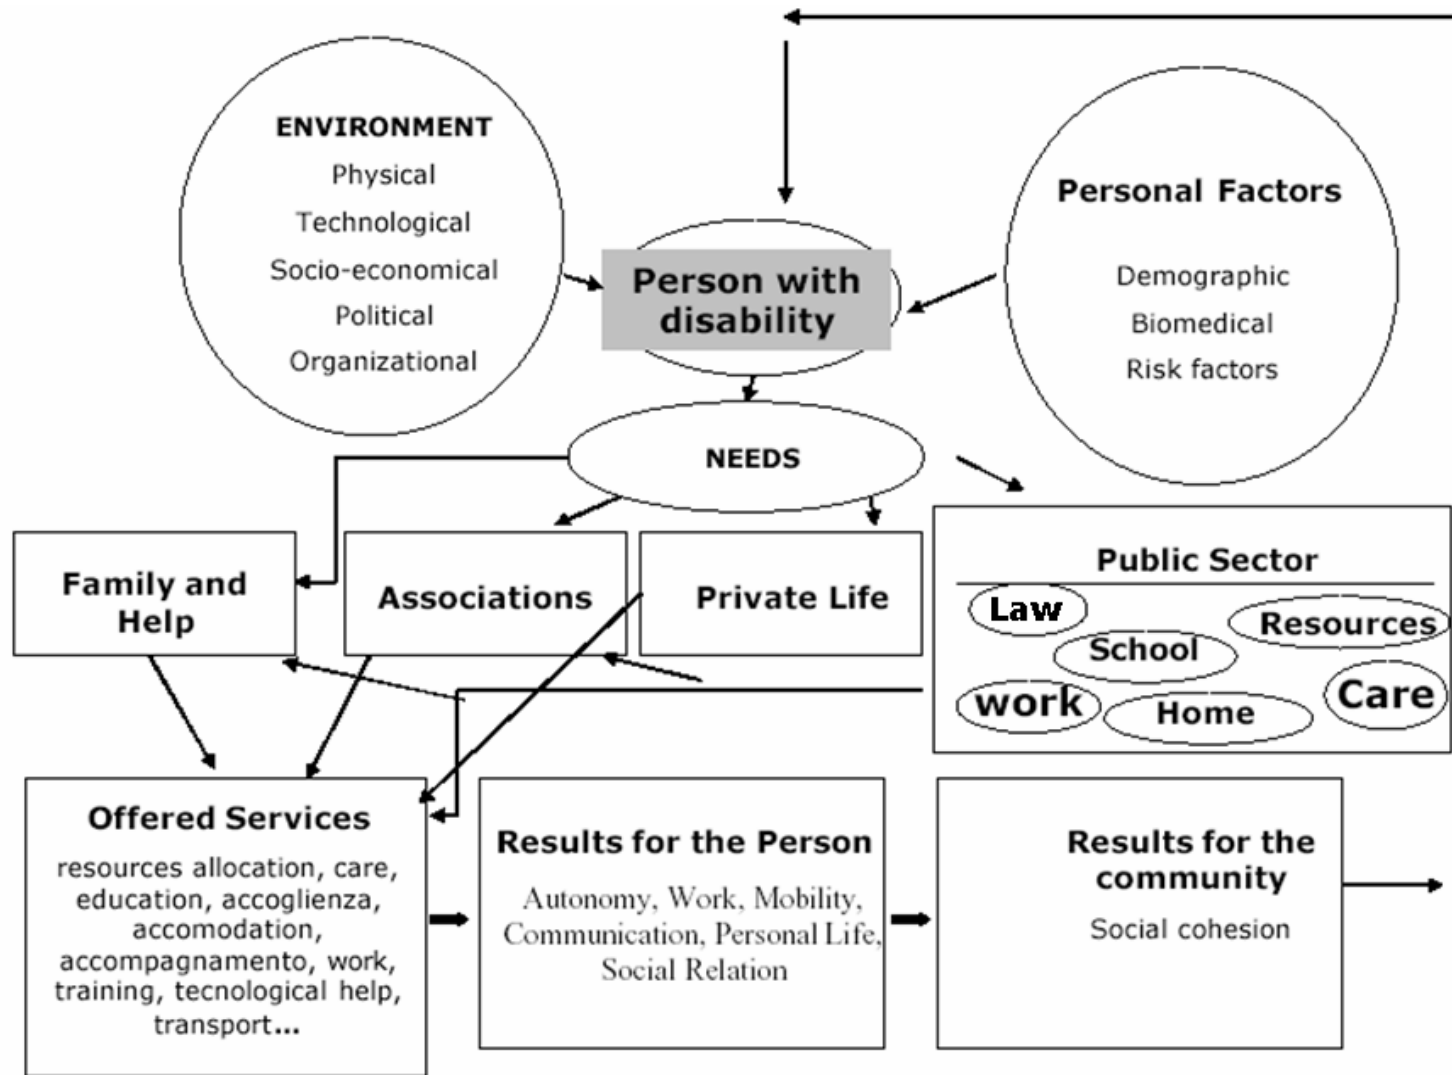 ENVIRONMENT
Physical
Technological
Socio-economical
Political
Organizational
Person with
disability
Personal Factors
Demographic
Biomedical
Risk factors
NEEDS
Family and
Help
Associations
Private Life
Public Sector
Law
Resources
School
work
Home
Care
Offered Services
resources allocation, care,
education, accoglienza,
accomodation,
accompagnamento, work,
training, tecnological help,
transport...
Results for the Person
Autonomy, Work, Mobility,
Communication, Personal Life,
Social Relation
Results for the
community
Social cohesion